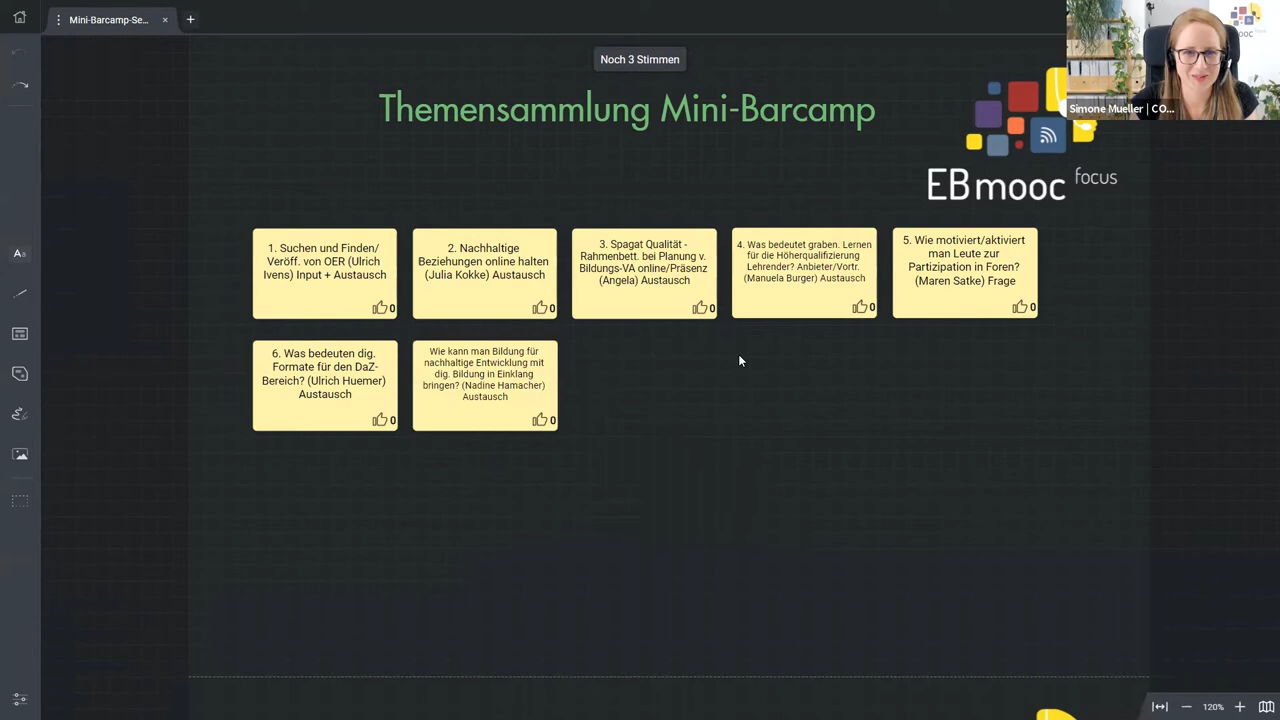 Mini-Barcamp-Se...
Noch 3 Stimmen
Themensammlung Mini-Barcamp
Simone Mueller | CO...
EBmooc focus
1. Suchen und Finden/
Veröff. von OER (Ulrich
Ivens) Input + Austausch
0
2. Nachhaltige
Beziehungen online halten
(Julia Kokke) Austausch
0
3. Spagat Qualität -
Rahmenbett. bei Planung v.
Bildungs-VA online/Präsenz
(Angela) Austausch
0
4. Was bedeutet graben. Lernen
für die Höherqualifizierung
Lehrender? Anbieter/Vortr.
(Manuela Burger) Austausch
0
5. Wie motiviert/aktiviert
man Leute zur
Partizipation in Foren?
(Maren Satke) Frage
0
6. Was bedeuten dig.
Formate für den DaZ-
Bereich? (Ulrich Huemer)
Austausch
0
Wie kann man Bildung für
nachhaltige Entwicklung mit
dig. Bildung in Einklang
bringen? (Nadine Hamacher)
Austausch
0
120%